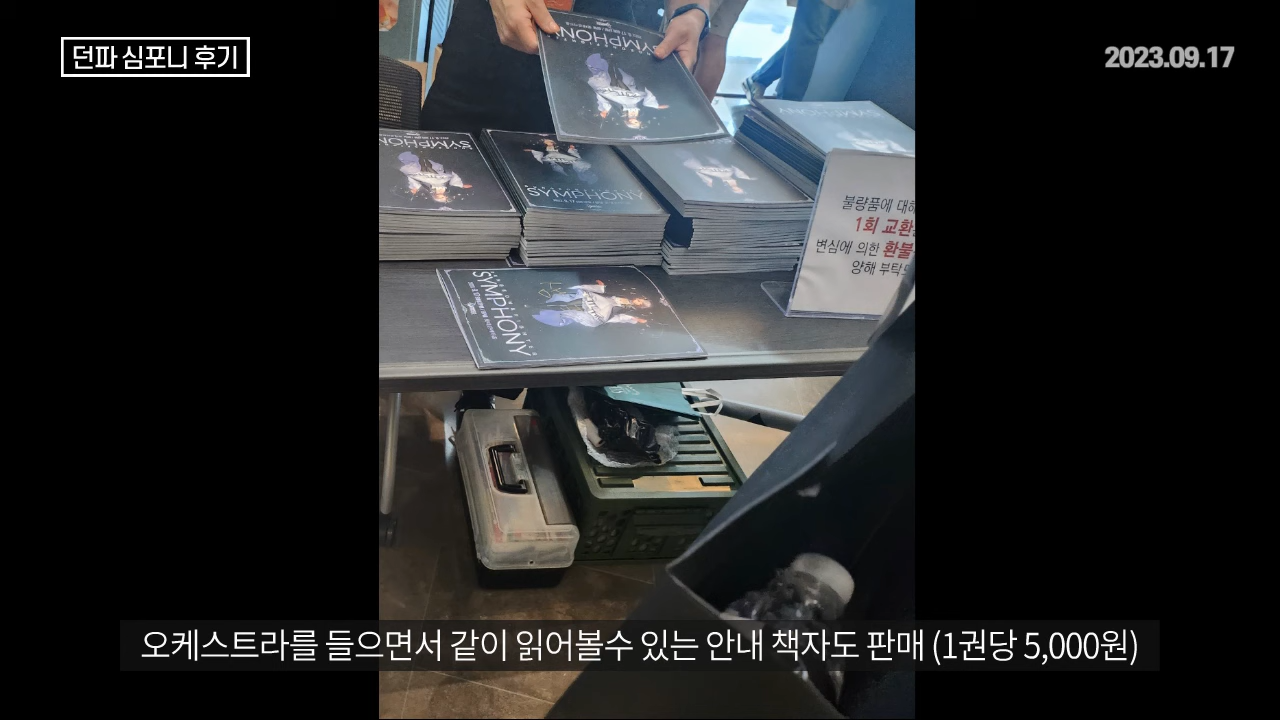 던파 심포니 후기
2023.09.17
SYMPHONY
SYMPHONY
SYMPHONY
SYMPHONY
SYMPHONY
불량품에 대해
1회 교환
변심에 의한 환불
양해 부탁
오케스트라를 들으면서 같이 읽어볼수 있는 안내 책자도 판매 (1권당 5,000원)